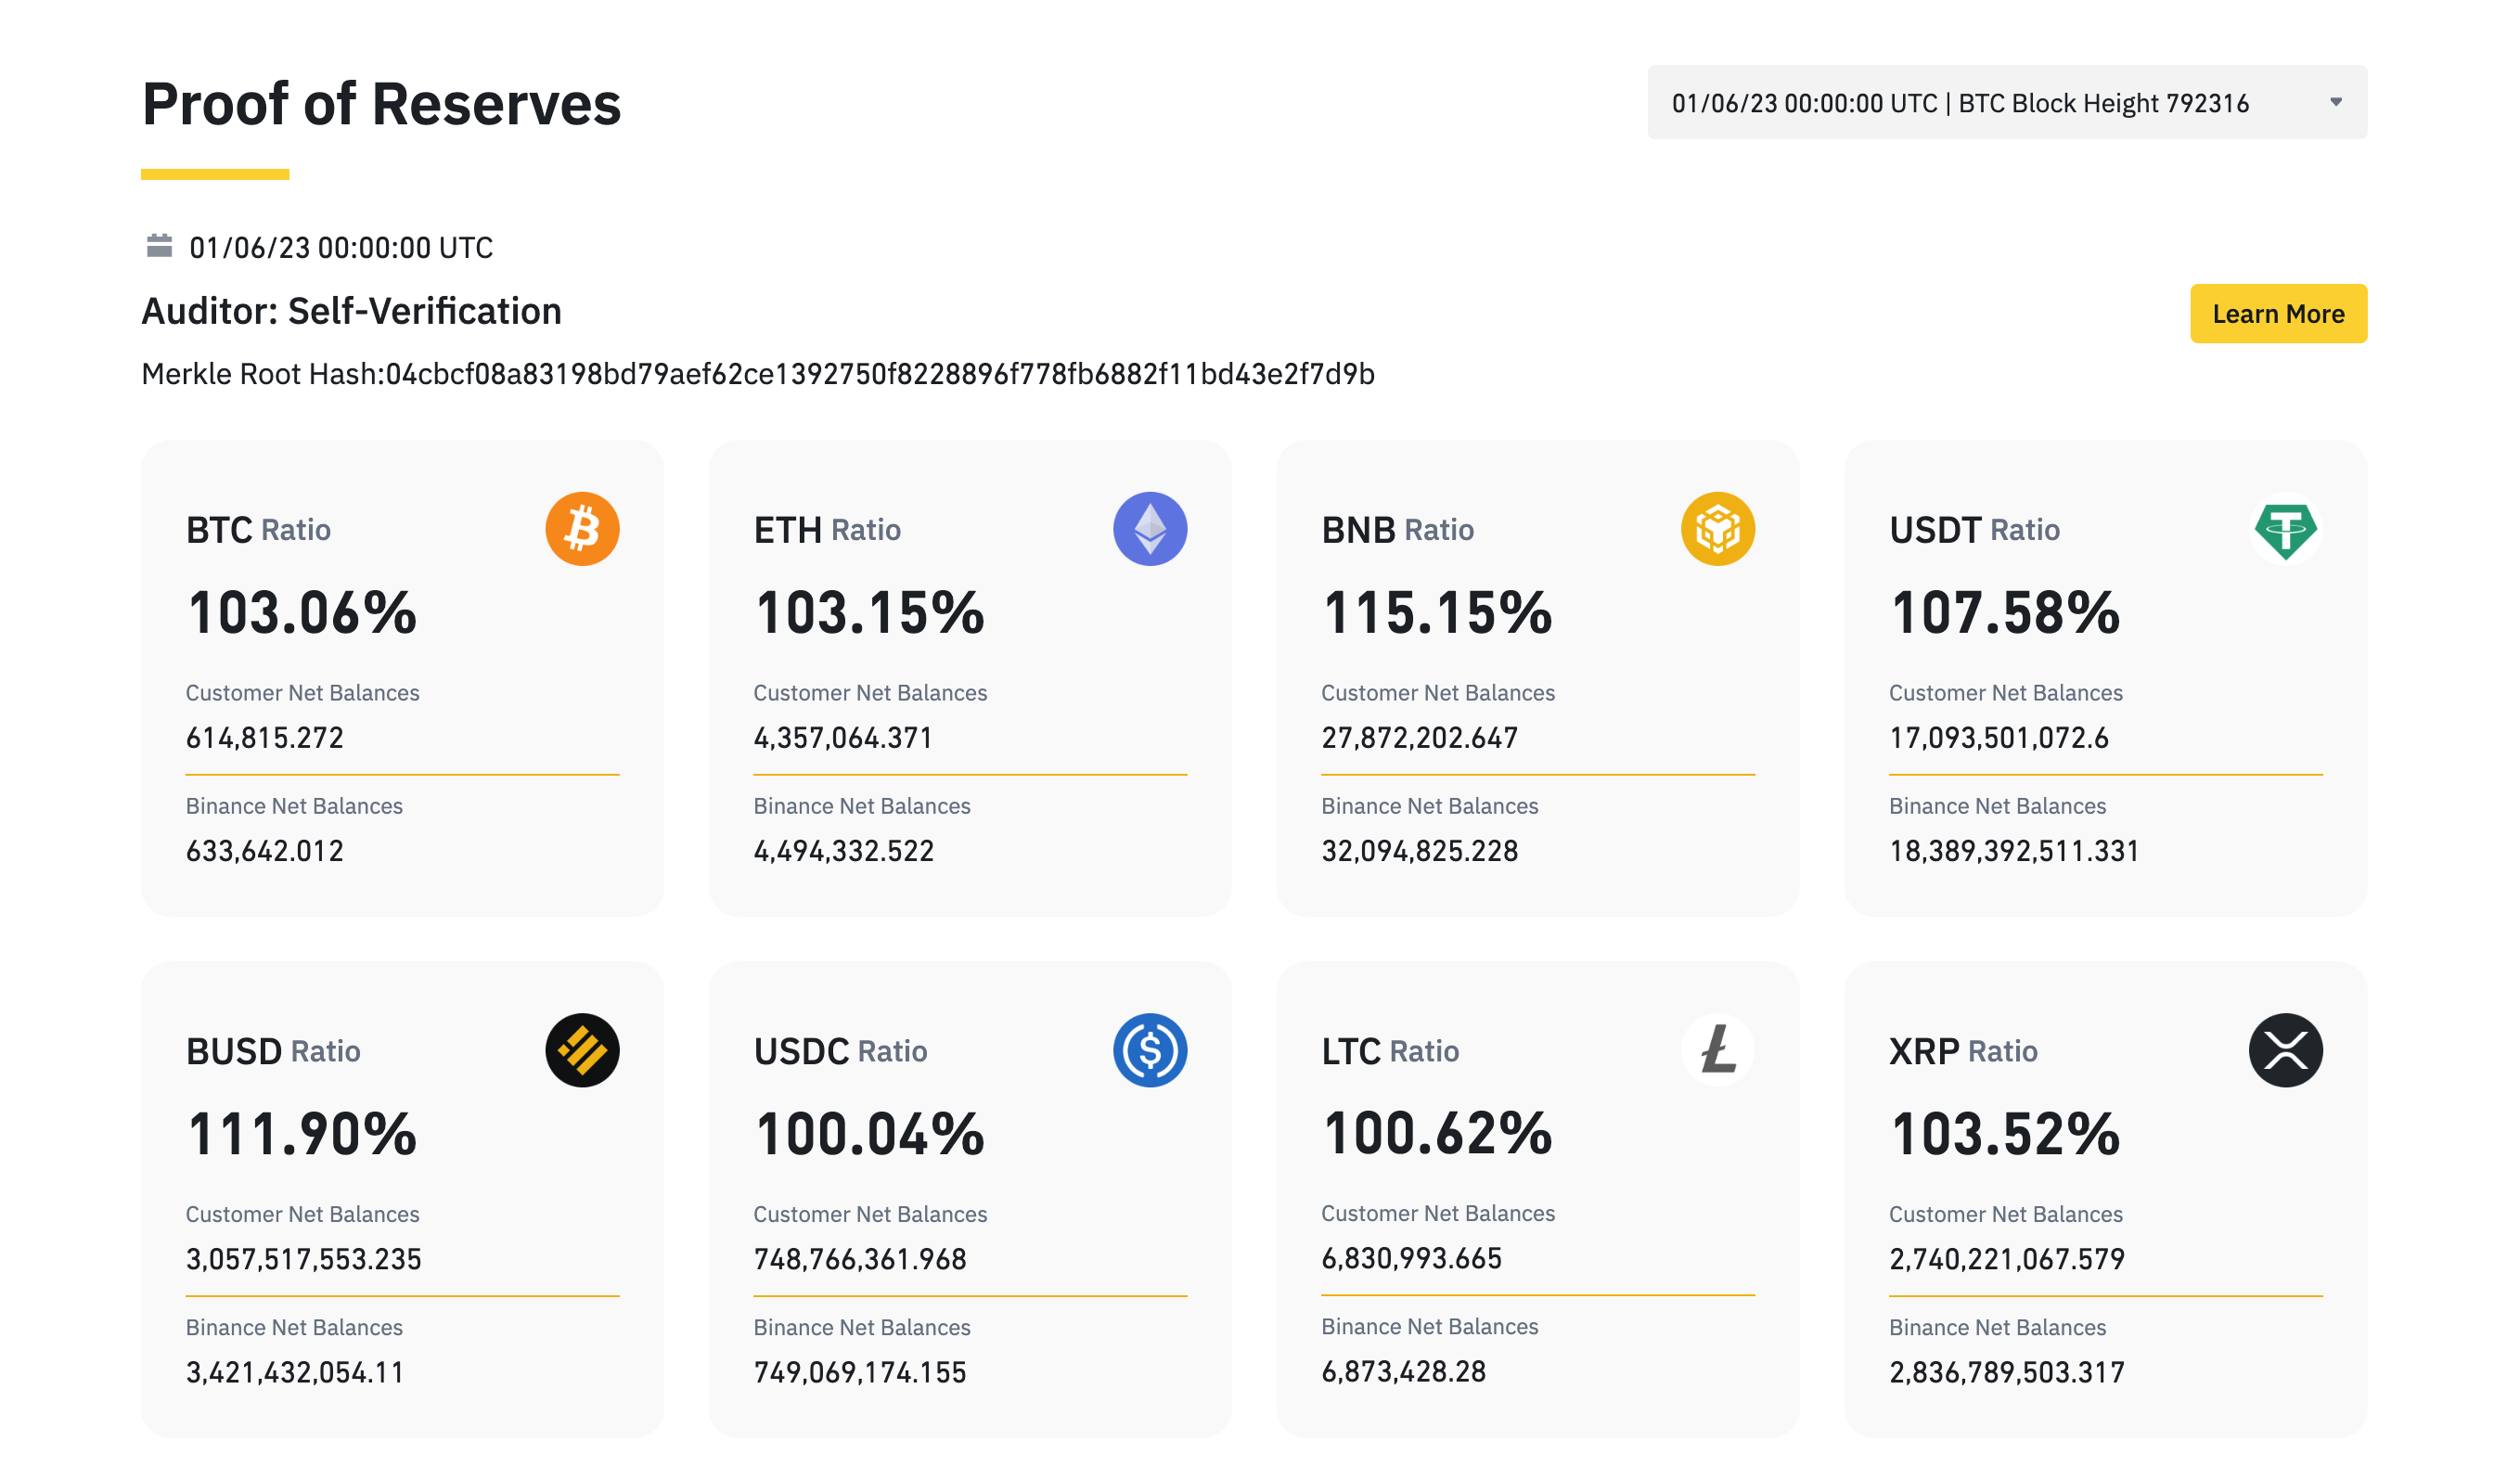 Proof of Reserves
01/06/23 00:00:00 UTC | BTC Block Height 792316
01/06/23 00:00:00 UTC
Auditor: Self-Verification
Learn More
Merkle Root Hash:04cbcf08a83198bd79aef62ce1392750f8228896f778fb6882f11bd43e2f7d9b
BTC Ratio
103.06%
Customer Net Balances
614,815.272
Binance Net Balances
633,642.012
ETH Ratio
103.15%
Customer Net Balances
4,357,064.371
Binance Net Balances
4,494,332.522
BNB Ratio
115.15%
Customer Net Balances
27,872,202.647
Binance Net Balances
32,094,825.228
USDT Ratio
107.58%
Customer Net Balances
17,093,501,072.6
Binance Net Balances
18,389,392,511.331
BUSD Ratio
111.90%
Customer Net Balances
3,057,517,553.235
Binance Net Balances
3,421,432,054.11
USDC Ratio
100.04%
Customer Net Balances
748,766,361.968
Binance Net Balances
749,069,174.155
LTC Ratio
100.62%
Customer Net Balances
6,830,993.665
Binance Net Balances
6,873,428.28
XRP Ratio
103.52%
Customer Net Balances
2,740,221,067.579
Binance Net Balances
2,836,789,503.317